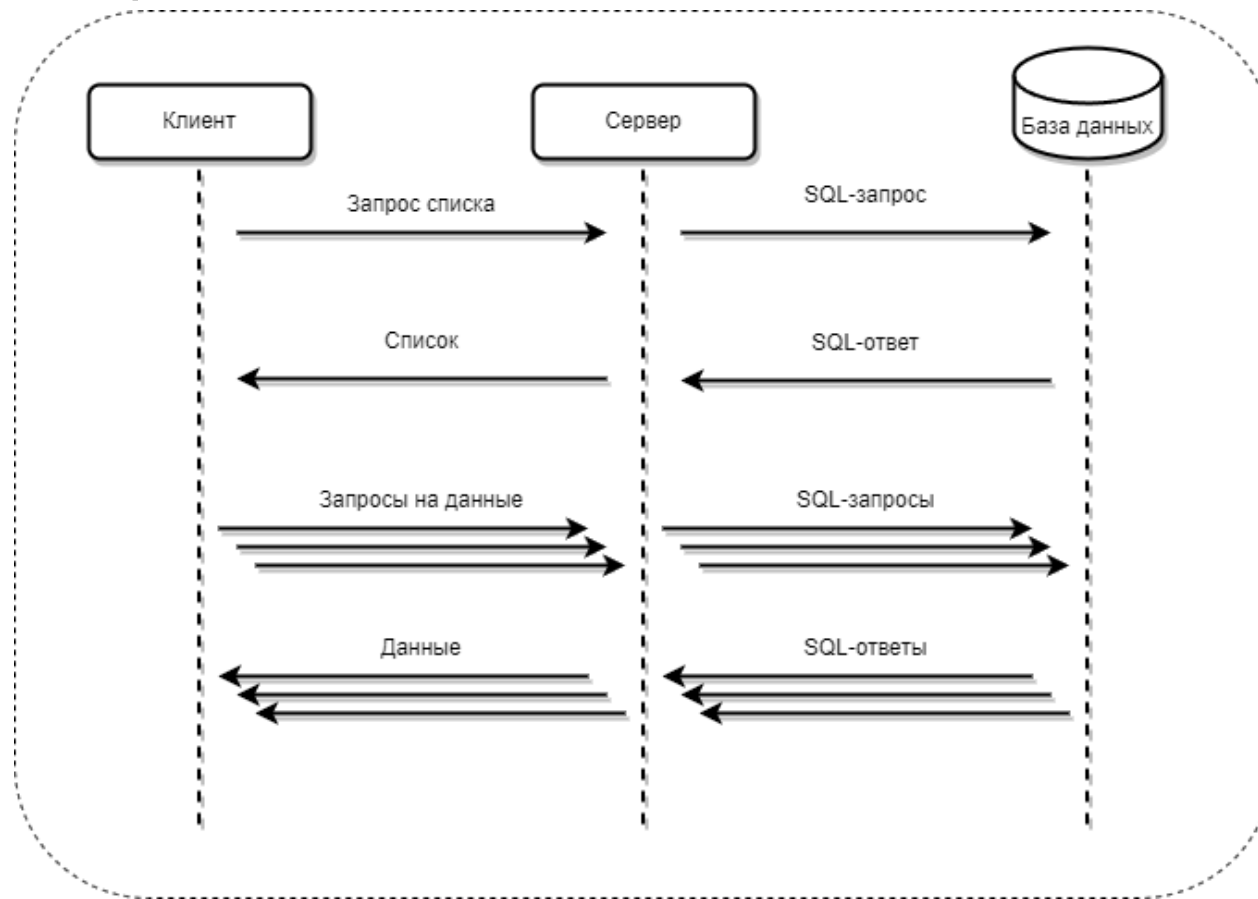 Клиент
Сервер
База данных
Запрос списка
SQL-запрос
Список
SQL-ответ
Запросы на данные
SQL-запросы
Данные
SQL-ответы